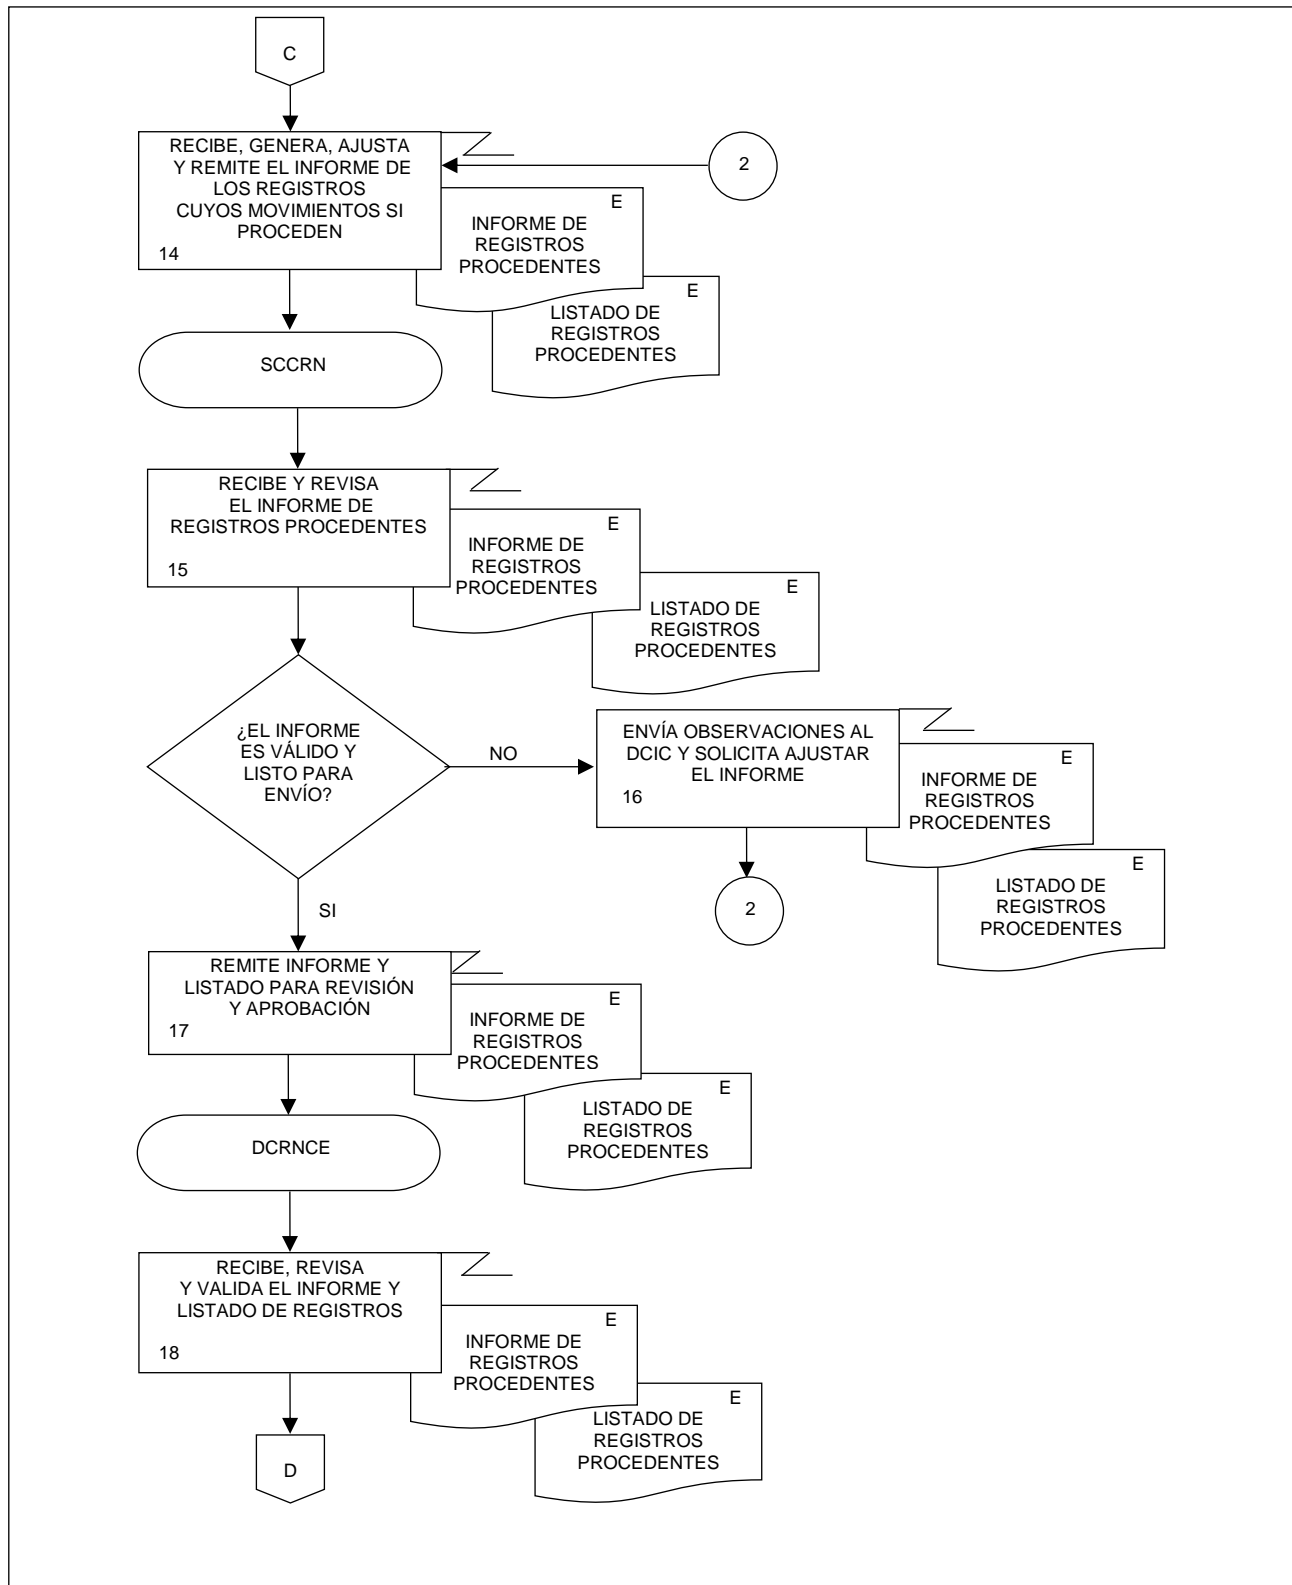 C
RECIBE, GENERA, AJUSTA
Y REMITE EL INFORME DE
LOS REGISTROS
CUYOS MOVIMIENTOS SI
PROCEDEN
14
2
E
INFORME DE
REGISTROS
PROCEDENTES
E
LISTADO DE
REGISTROS
PROCEDENTES
SCCRN
RECIBE Y REVISA
EL INFORME DE
REGISTROS PROCEDENTES
15
E
INFORME DE
REGISTROS
PROCEDENTES
E
LISTADO DE
REGISTROS
PROCEDENTES
¿EL INFORME
ES VÁLIDO Y
LISTO PARA
ENVÍO?
NO
ENVÍA OBSERVACIONES AL
DCIC Y SOLICITA AJUSTAR
EL INFORME
16
E
INFORME DE
REGISTROS
PROCEDENTES
E
LISTADO DE
REGISTROS
PROCEDENTES
2
SI
REMITE INFORME Y
LISTADO PARA REVISIÓN
Y APROBACIÓN
17
E
INFORME DE
REGISTROS
PROCEDENTES
E
LISTADO DE
REGISTROS
PROCEDENTES
DCRNCE
RECIBE, REVISA
Y VALIDA EL INFORME Y
LISTADO DE REGISTROS
18
E
INFORME DE
REGISTROS
PROCEDENTES
E
LISTADO DE
REGISTROS
PROCEDENTES
D